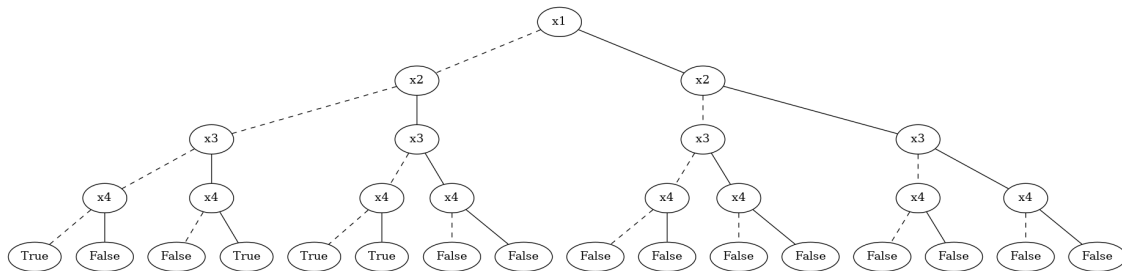 x1
x2 x2
x3 x3 x3 x3
x4 x4 x4 x4 x4 x4 x4 x4
True False False True True True False False False False False False False False False False